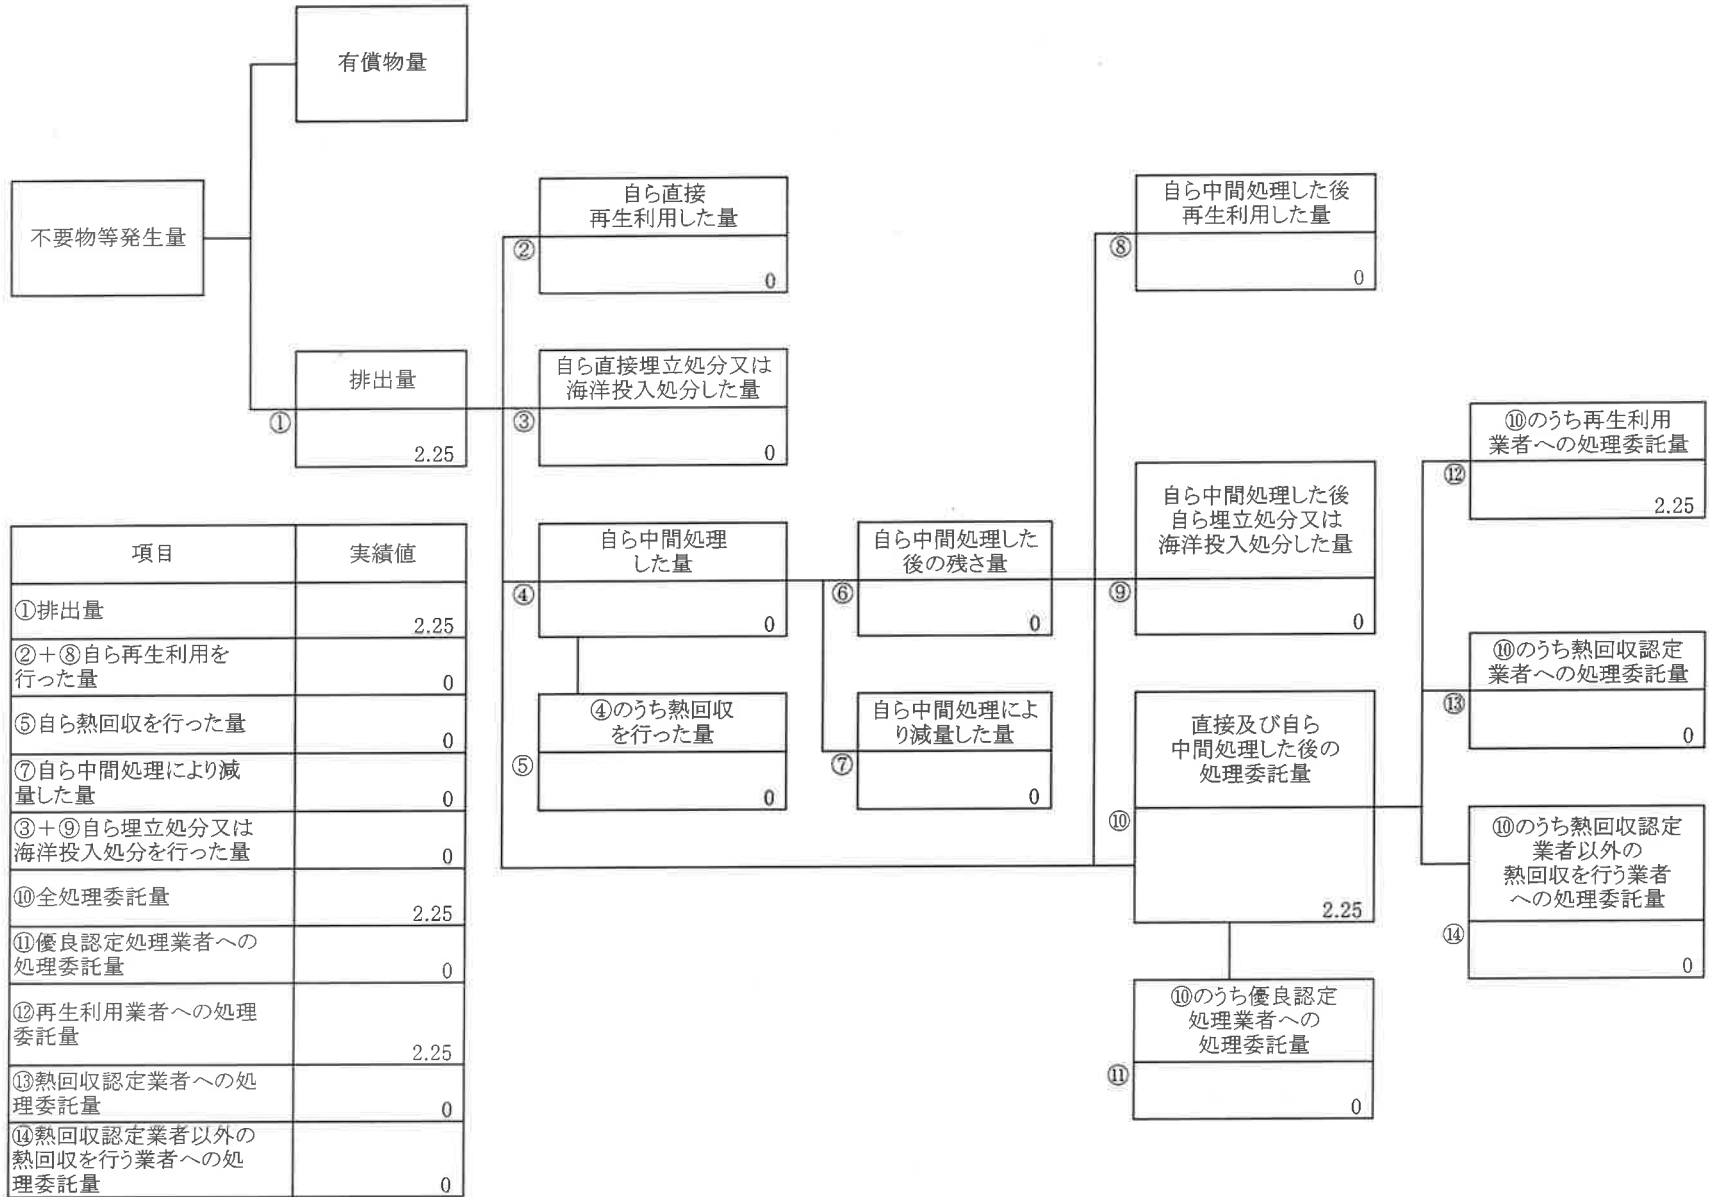 有償物量
不要物等発生量
排出量
①
2.25
自ら直接
再生利用した量
②
0
自ら直接埋立処分又は
海洋投入処分した量
③
0
自ら中間処理
した量
④
0
④のうち熱回収
を行った量
⑤
0
自ら中間処理した
後の残さ量
⑥
0
自ら中間処理によ
り減量した量
⑦
0
自ら中間処理した後
再生利用した量
⑧
0
自ら中間処理した後
自ら埋立処分又は
海洋投入処分した量
⑨
0
直接及び自ら
中間処理した後の
処理委託量
⑩
2.25
⑩のうち優良認定
処理業者への
処理委託量
⑪
0
⑩のうち再生利用
業者への処理委託量
⑫
2.25
⑩のうち熱回収認定
業者への処理委託量
⑬
0
⑩のうち熱回収認定
業者以外の
熱回収を行う業者
への処理委託量
⑭
0
項目 実績値
①排出量
2.25
②+⑧自ら再生利用を
行った量 0
⑤自ら熱回収を行った量
0
⑦自ら中間処理により減
量した量 0
③+⑨自ら埋立処分又は
海洋投入処分を行った量 0
⑩全処理委託量
2.25
⑪優良認定処理業者への
処理委託量 0
⑫再生利用業者への処理
委託量
2.25
⑬熱回収認定業者への処
理委託量 0
⑭熱回収認定業者以外の
熱回収を行う業者への処
理委託量 0